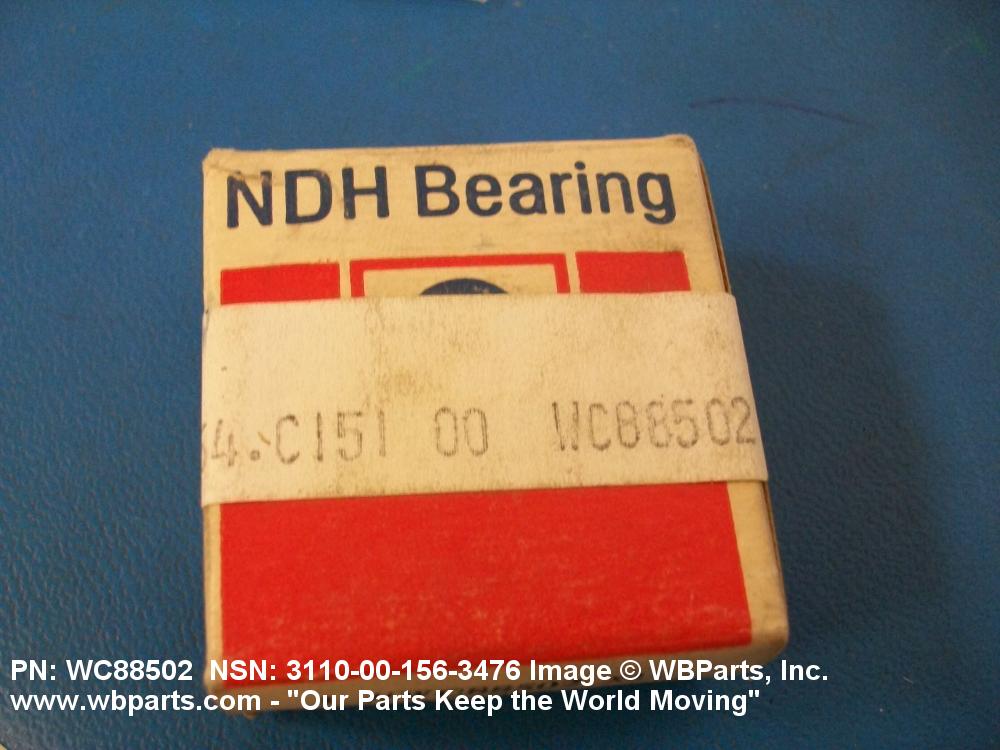 NDH Bearing
4. C151 00 WC88502
PN: WC88502 NSN: 3110-00-156-3476 Image © WBParts, Inc.
www.wbparts.com - "Our Parts Keep the World Moving"